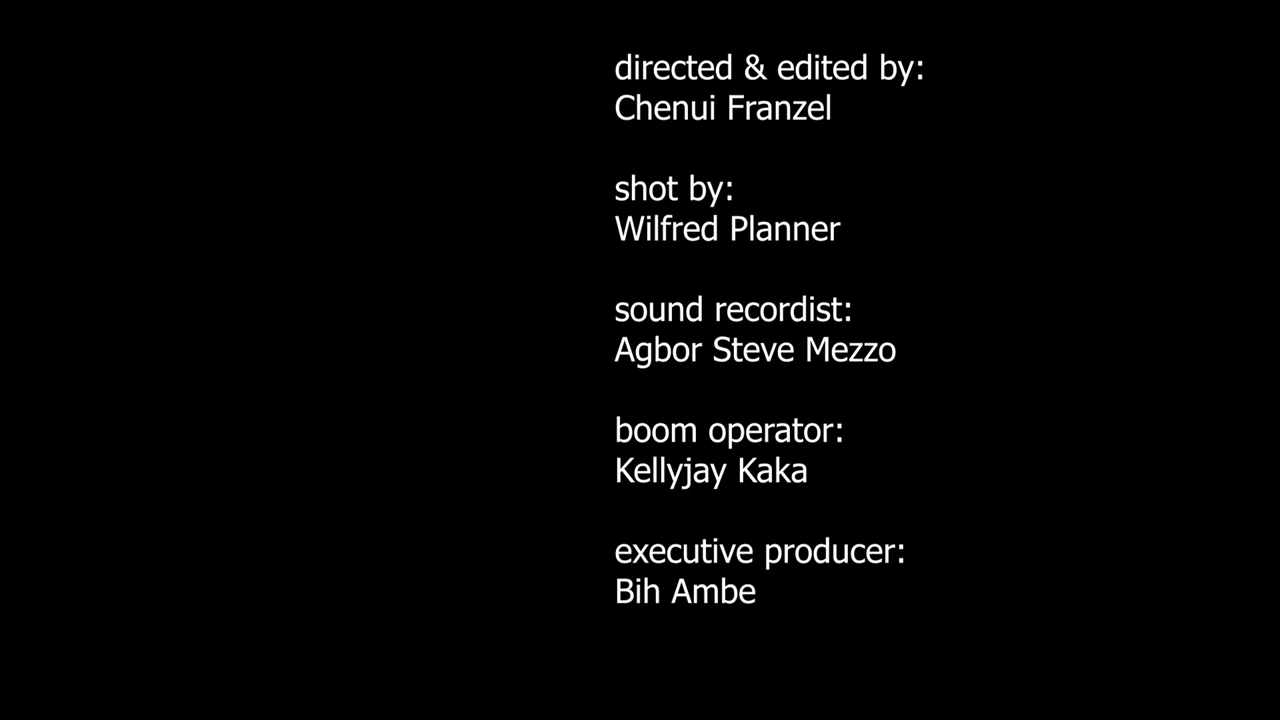 directed & edited by:
Chenui Franzel
shot by:
Wilfred Planner
sound recordist:
Agbor Steve Mezzo
boom operator:
Kellyjay Kaka
executive producer:
Bih Ambe